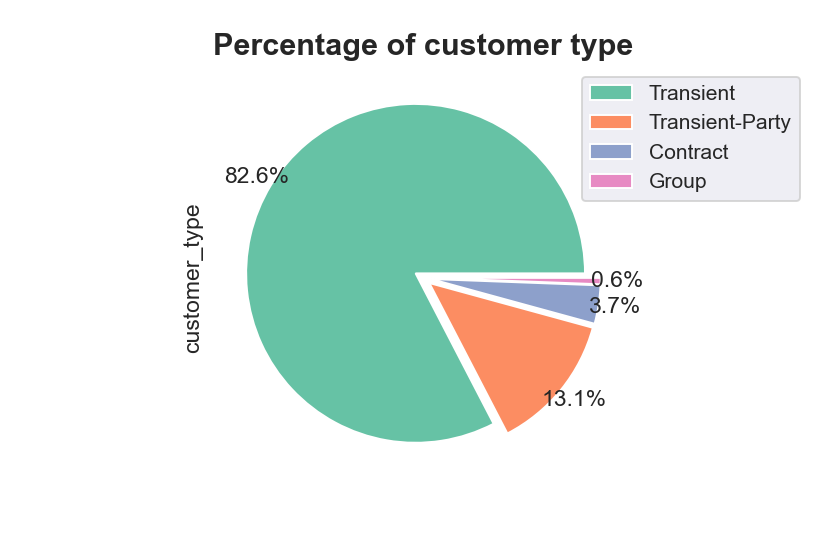 Percentage of customer type
Transient
Transient-Party
Contract
Group
82.6%
customer_type
0.6%
3.7%
13.1%